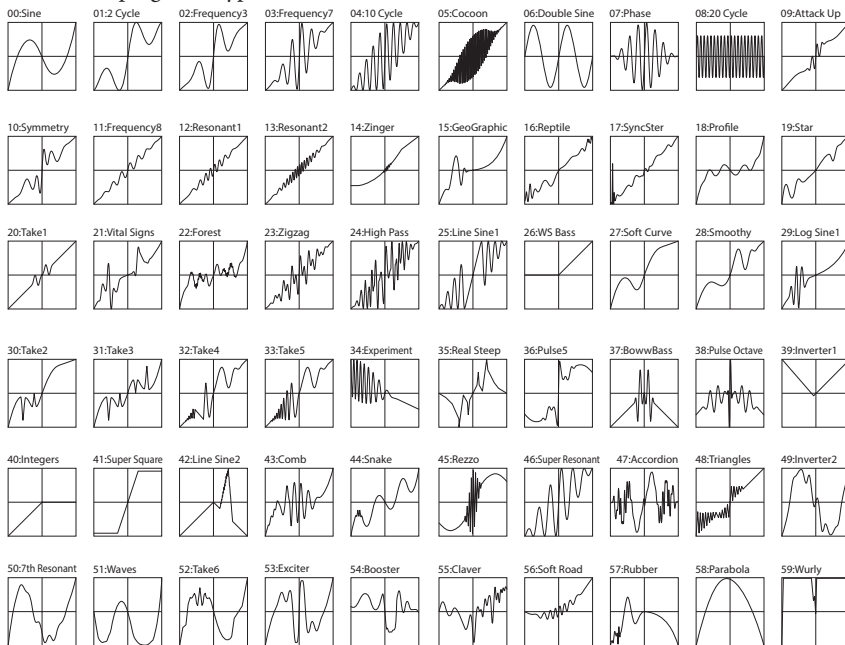 00:Sine 01:2 Cycle 02:Frequency3 03:Frequency7 04:10 Cycle 05:Cocoon 06:Double Sine 07:Phase 08:20 Cycle 09:Attack Up
10:Symmetry 11:Frequency8 12:Resonant1 13:Resonant2 14:Zinger 15:GeoGraphic 16:Reptile 17:SyncSter 18:Profile 19:Star
20:Take1 21:Vital Signs 22:Forest 23:Zigzag 24:High Pass 25:Line Sine1 26:WS Bass 27:Soft Curve 28:Smoothy 29:Log Sine1
30:Take2 31:Take3 32:Take4 33:Take5 34:Experiment 35:Real Steep 36:Pulse5 37:BowwBass 38:Pulse Octave 39:Inverter1
40:Integers 41:Super Square 42:Line Sine2 43:Comb 44:Snake 45:Rezzo 46:Super Resonant 47:Accordion 48:Triangles 49:Inverter2
50:7th Resonant 51:Waves 52:Take6 53:Exciter 54:Booster 55:Claver 56:Soft Road 57:Rubber 58:Parabola 59:Wurly